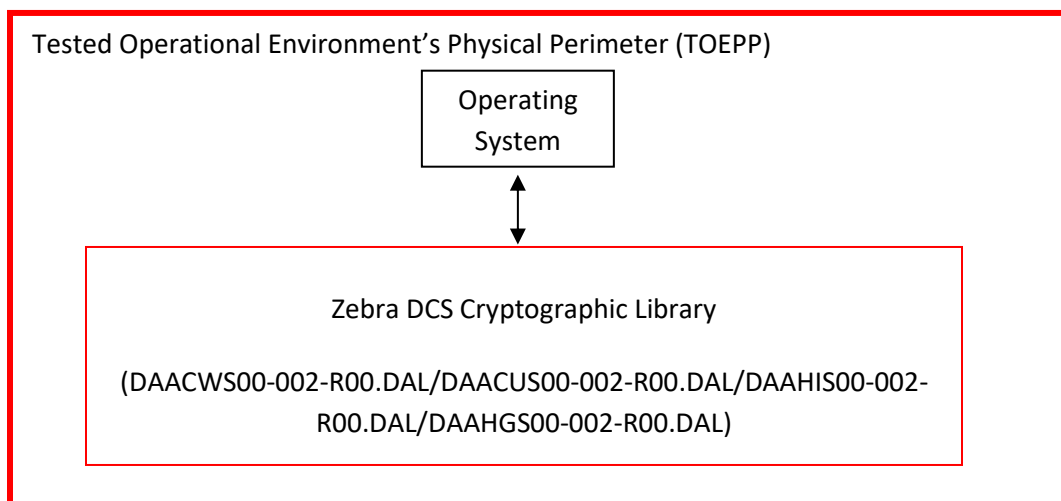 Tested Operational Environment’s Physical Perimeter (TOEPP)
Operating
System
Zebra DCS Cryptographic Library
(DAACWS00-002-R00.DAL/DAACUS00-002-R00.DAL/DAAHIS00-002-
R00.DAL/DAAHGS00-002-R00.DAL)